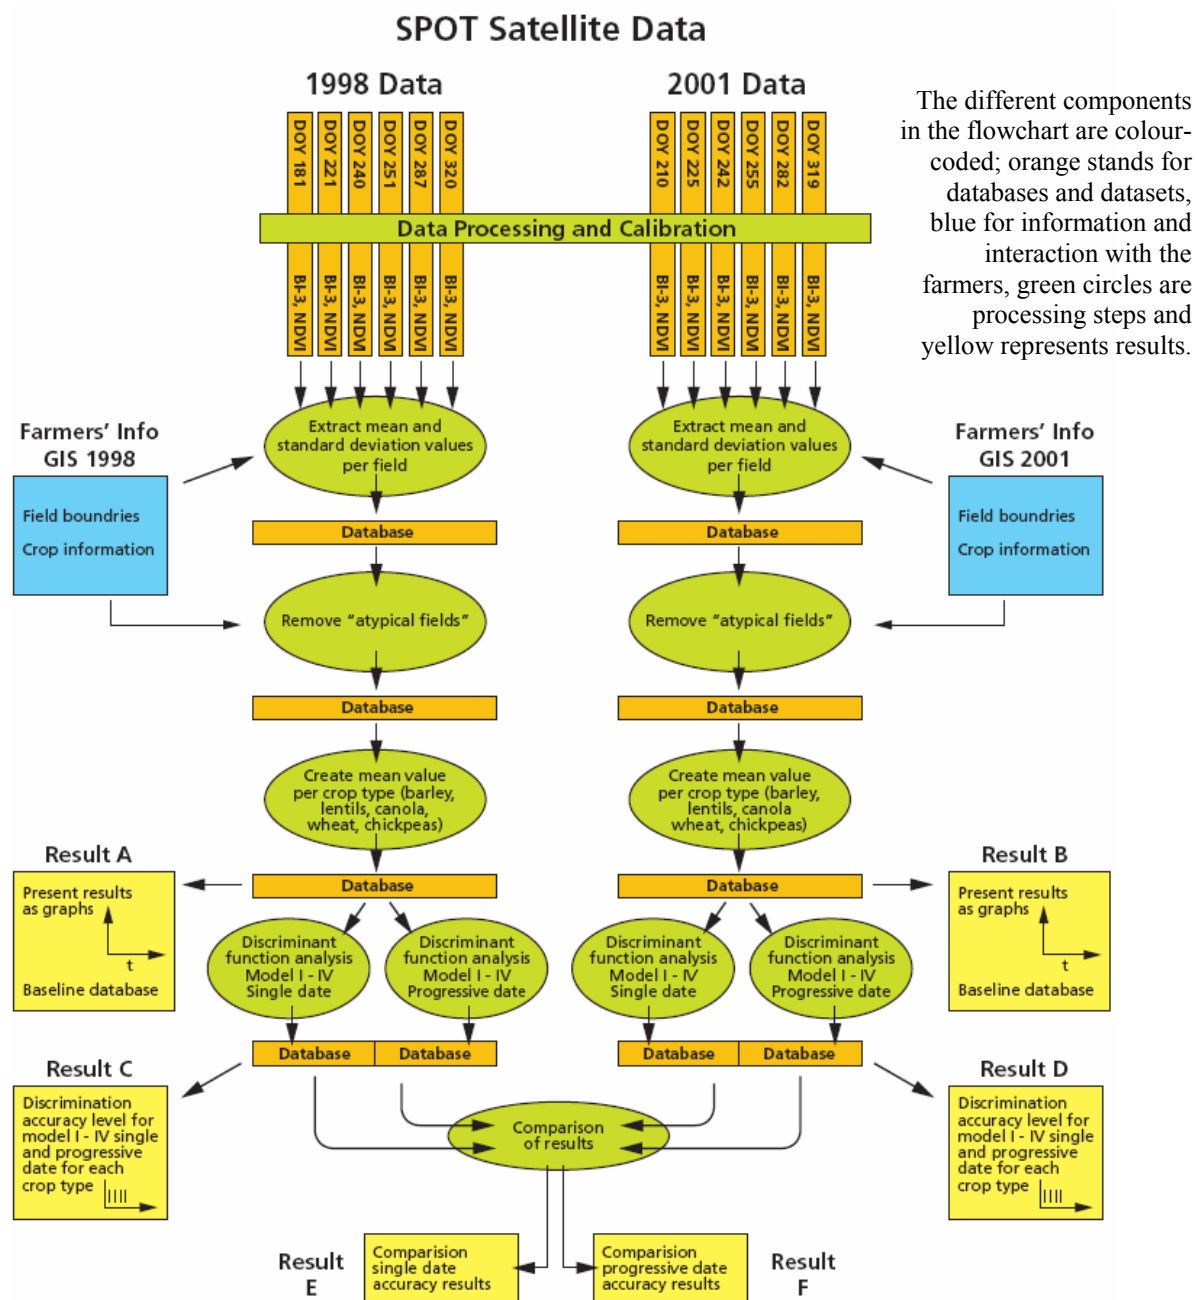 SPOT Satellite Data
1998 Data
2001 Data
The different components
in the flowchart are colour-
coded; orange stands for
databases and datasets,
blue for information and
interaction with the
farmers, green circles are
processing steps and
yellow represents results.
DOY 181
DOY 221
DOY 240
DOY 251
DOY 287
DOY 320
DOY 210
DOY 225
DOY 242
DOY 255
DOY 282
DOY 319
Data Processing and Calibration
BI-3, NDVI
BI-3, NDVI
BI-3, NDVI
BI-3, NDVI
BI-3, NDVI
BI-3, NDVI
BI-3, NDVI
BI-3, NDVI
BI-3, NDVI
BI-3, NDVI
BI-3, NDVI
BI-3, NDVI
Farmers' Info
GIS 1998
Field boundries
Crop information
Extract mean and
standard deviation values
per field
Extract mean and
standard deviation values
per field
Farmers' Info
GIS 2001
Field boundries
Crop information
Database
Database
Remove "atypical fields"
Remove "atypical fields"
Database
Database
Create mean value
per crop type (barley,
lentils, canola,
wheat, chickpeas)
Create mean value
per crop type (barley,
lentils, canola
wheat, chickpeas)
Result A
Present results
as graphs
t
Baseline database
Database
Database
Result B
Present results
as graphs
t
Baseline database
Discriminant
function analysis
Model I - IV
Single date
Discriminant
function analysis
Model I - IV
Progressive date
Discriminant
function analysis
Model I - IV
Single date
Discriminant
function analysis
Model I - IV
Progressive date
Database
Database
Database
Database
Result C
Discrimination
accuracy level for
model I - IV single
and progressive
date for each
crop type
Result D
Discrimination
accuracy level for
model I - IV single
and progressive
date for each
crop type
Comparison
of results
Result
E
Comparision
single date
accuracy results
Comparision
progressive date
accuracy results
Result
F